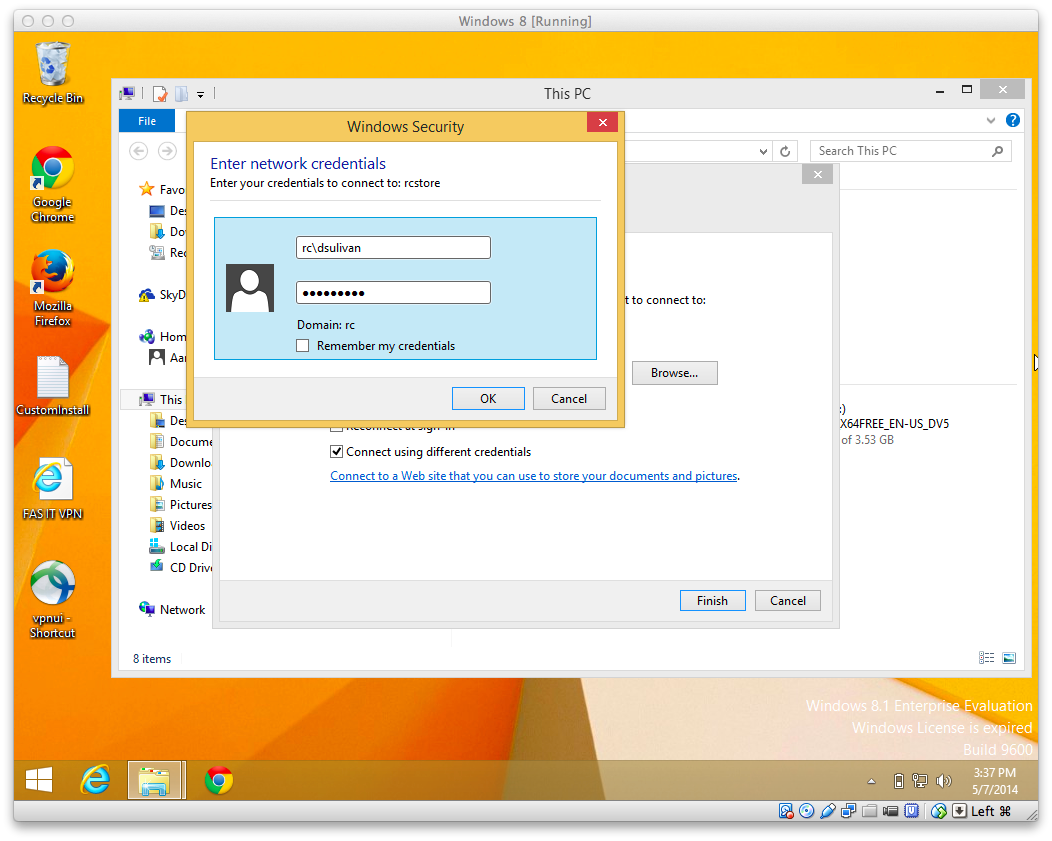 Windows 8 [Running]
Recycle Bin
Google
Chrome
Mozilla
Firefox
CustomInstall
FAS IT VPN
vpnui -
Shortcut
This PC
File
Search This PC
Favo
Des
Do
Rec
SkyD
Home
Aar
This
Des
Docume
Downlo
Music
Pictures
Videos
Local Di
CD Drive
Network
8 items
Windows Security
Enter network credentials
Enter your credentials to connect to: rcstore
rc\dsulivan
•••••••••
Domain: rc
Remember my credentials
OK
Cancel
t to connect to:
Browse...
Reconnect at sign-in
Connect using different credentials
Connect to a Web site that you can use to store your documents and pictures.
Finish
Cancel
:)
X64FREE_EN-US_DV5
of 3.53 GB
Windows 8.1 Enterprise Evaluation
Windows License is expired
Build 9600
3:37 PM
5/7/2014
Left ⌘